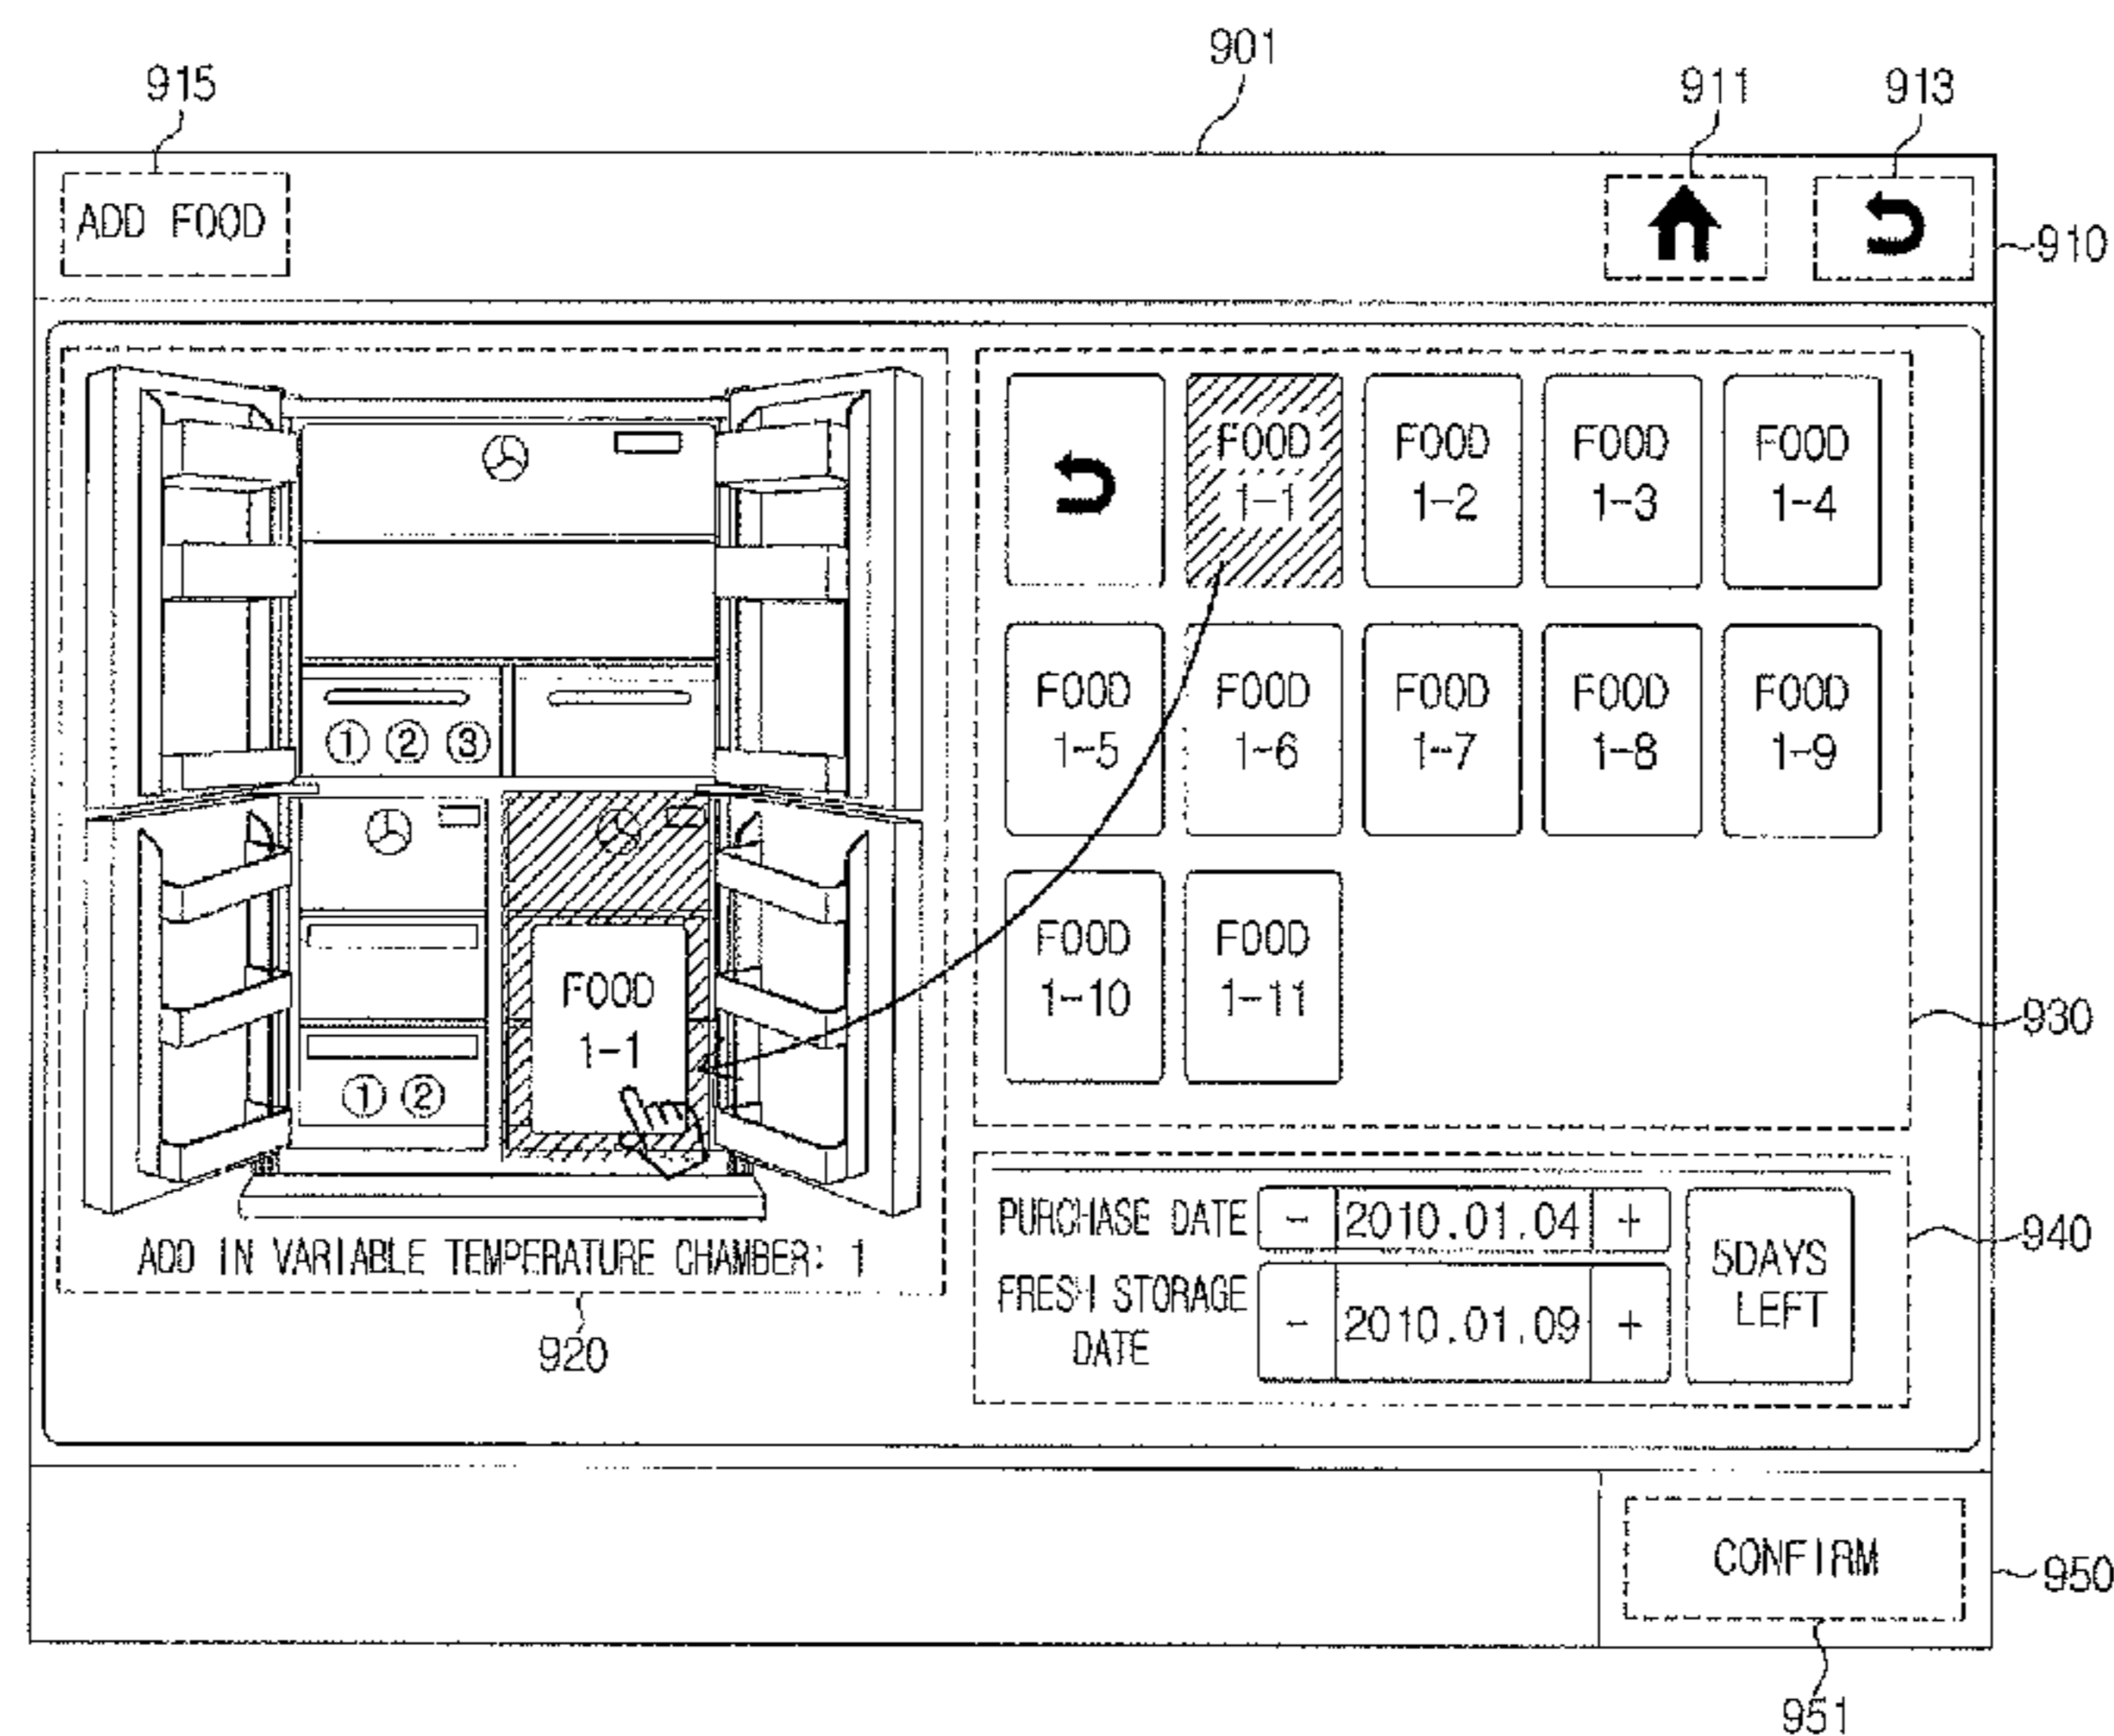 901
915
911
913
ADD FOOD
910
FOOD 1-1
FOOD 1-2
FOOD 1-3
FOOD 1-4
FOOD 1-5
FOOD 1-6
FOOD 1-7
FOOD 1-8
FOOD 1-9
FOOD 1-10
FOOD 1-11
① ② ③
FOOD
1-1
① ②
930
ADD IN VARIABLE TEMPERATURE CHAMBER: 1
920
PURCHASE DATE - 2010.01.04 +
FRESH STORAGE DATE - 2010.01.09 +
5DAYS LEFT
940
CONFIRM
950
951